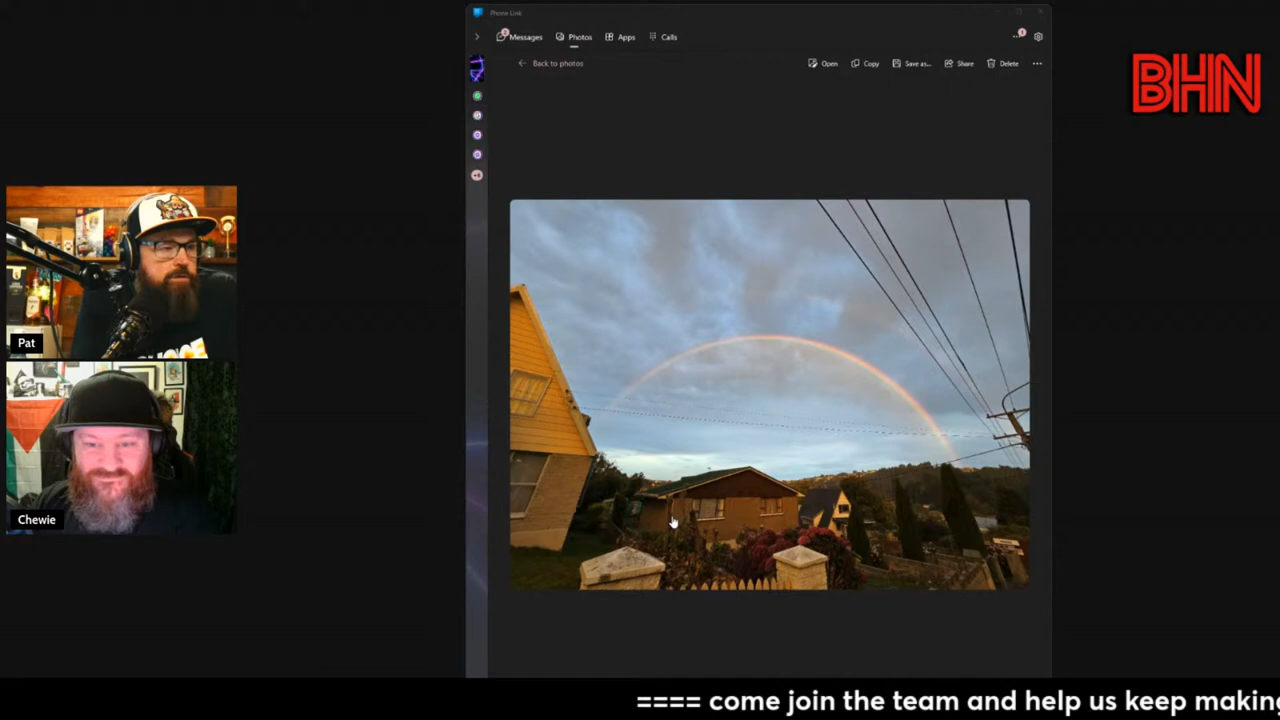 Phone Link
Messages
Photos
Apps
Calls
Back to photos
Open
Copy
Save as...
Share
Delete
BHN
Pat
Chewie
==== come join the team and help us keep making